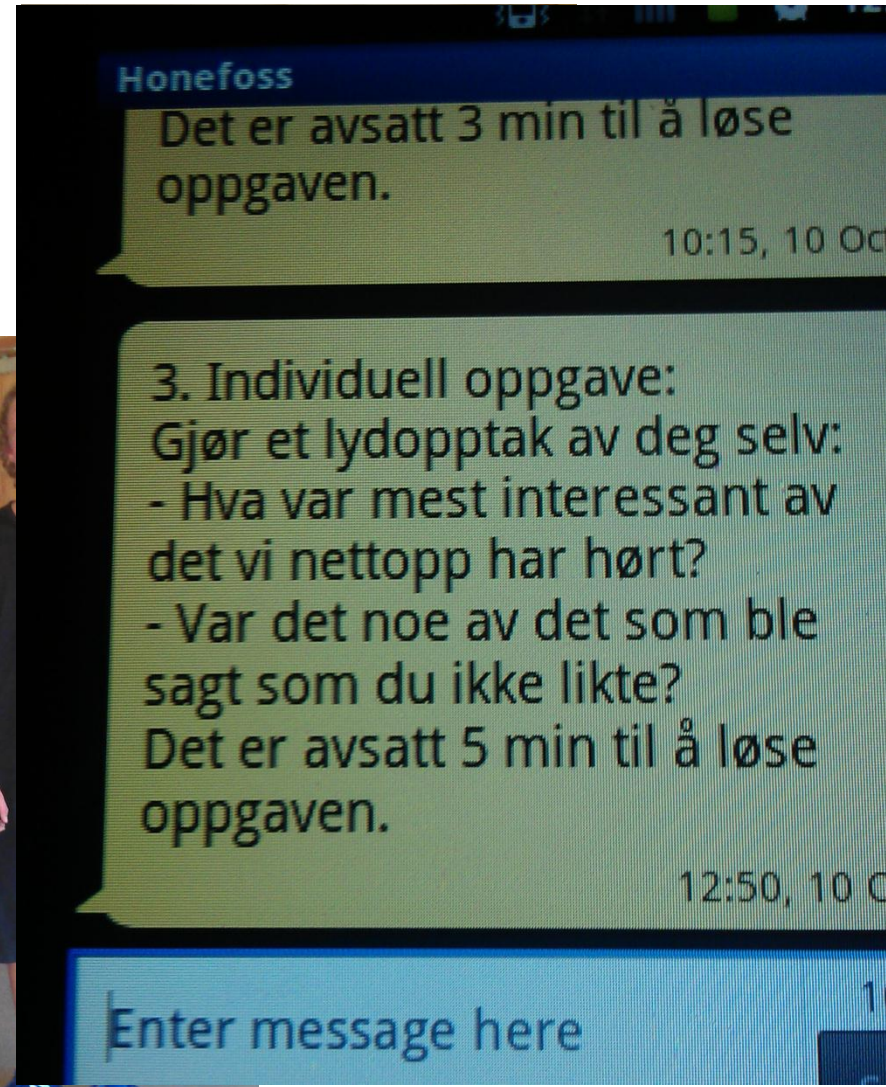 Honefoss
Det er avsatt 3 min til å løse
oppgaven.
10:15, 10 Oct
3. Individuell oppgave:
Gjør et lydopptak av deg selv:
- Hva var mest interessant av
det vi nettopp har hørt?
- Var det noe av det som ble
sagt som du ikke likte?
Det er avsatt 5 min til å løse
oppgaven.
12:50, 10
Enter message here